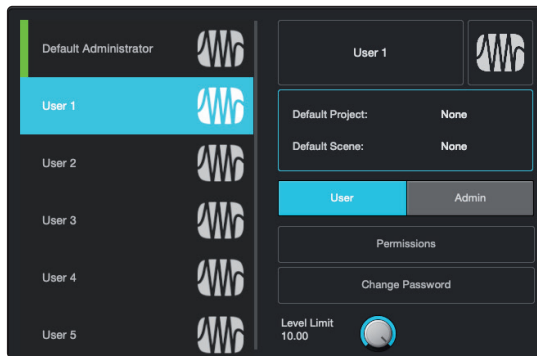 Default Administrator
User 1
User 2
User 3
User 4
User 5
User 1
Default Project: None
Default Scene: None
User Admin
Permissions
Change Password
Level Limit
10.00